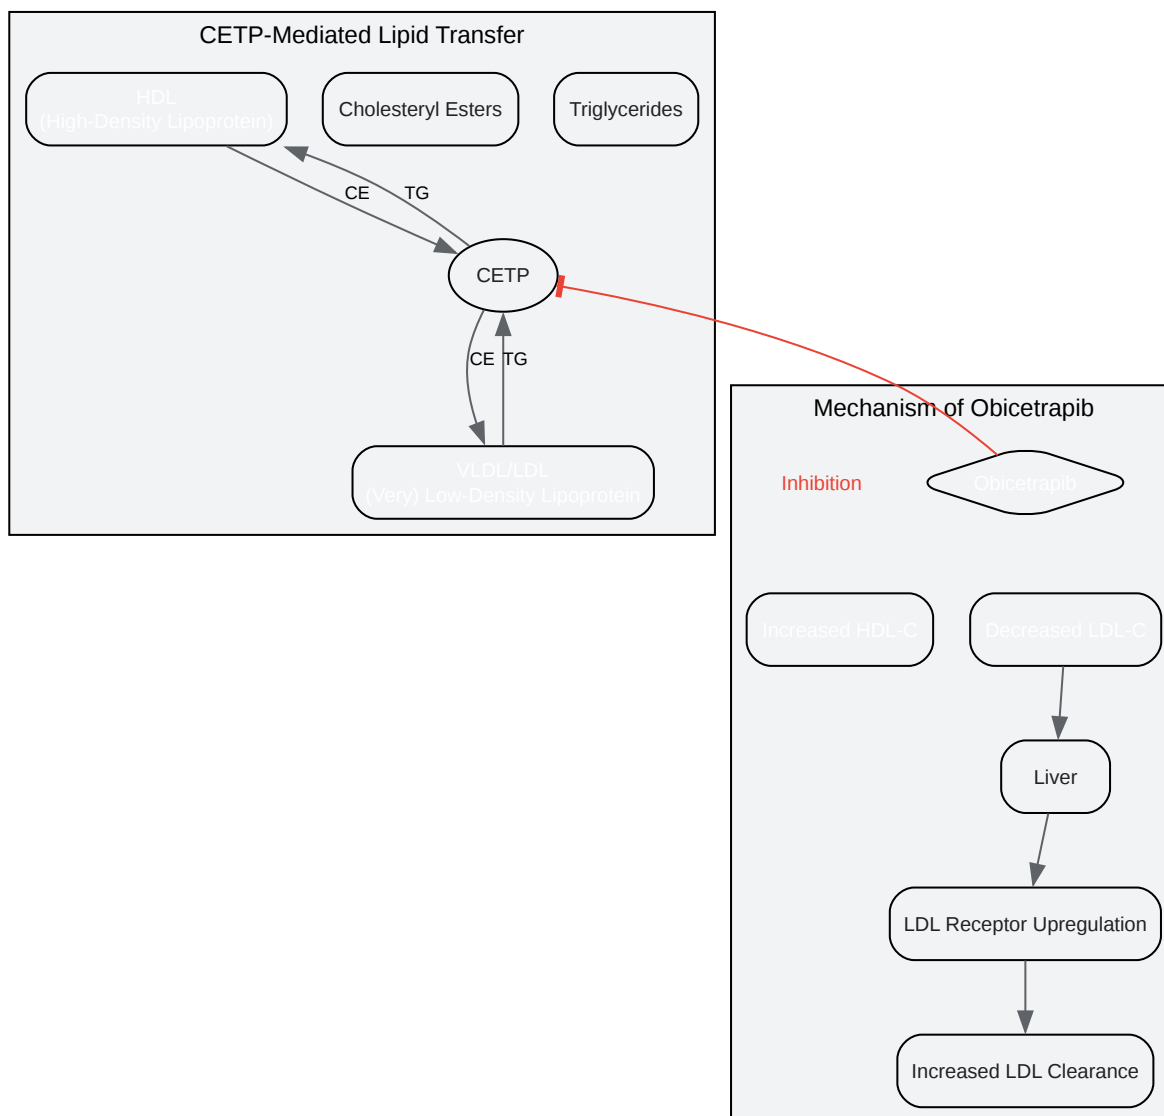 CETP-Mediated Lipid Transfer
HDL
(High-Density Lipoprotein)
Cholesteryl Esters
Triglycerides
CE
TG
CETP
CE
TG
VLDL/LDL
(Very) Low-Density Lipoprotein
Mechanism of Obicetrapib
Inhibition
Obicetrapib
Increased HDL-C
Decreased LDL-C
Liver
LDL Receptor Upregulation
Increased LDL Clearance